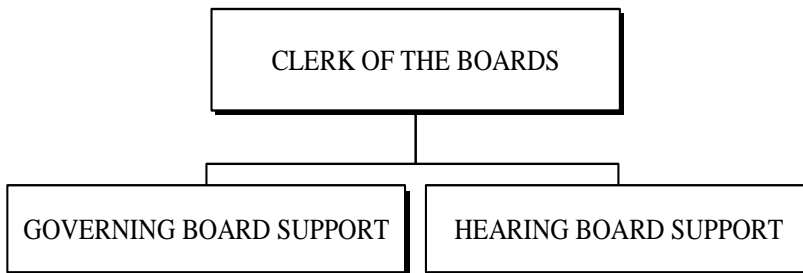 CLERK OF THE BOARDS
GOVERNING BOARD SUPPORT
HEARING BOARD SUPPORT